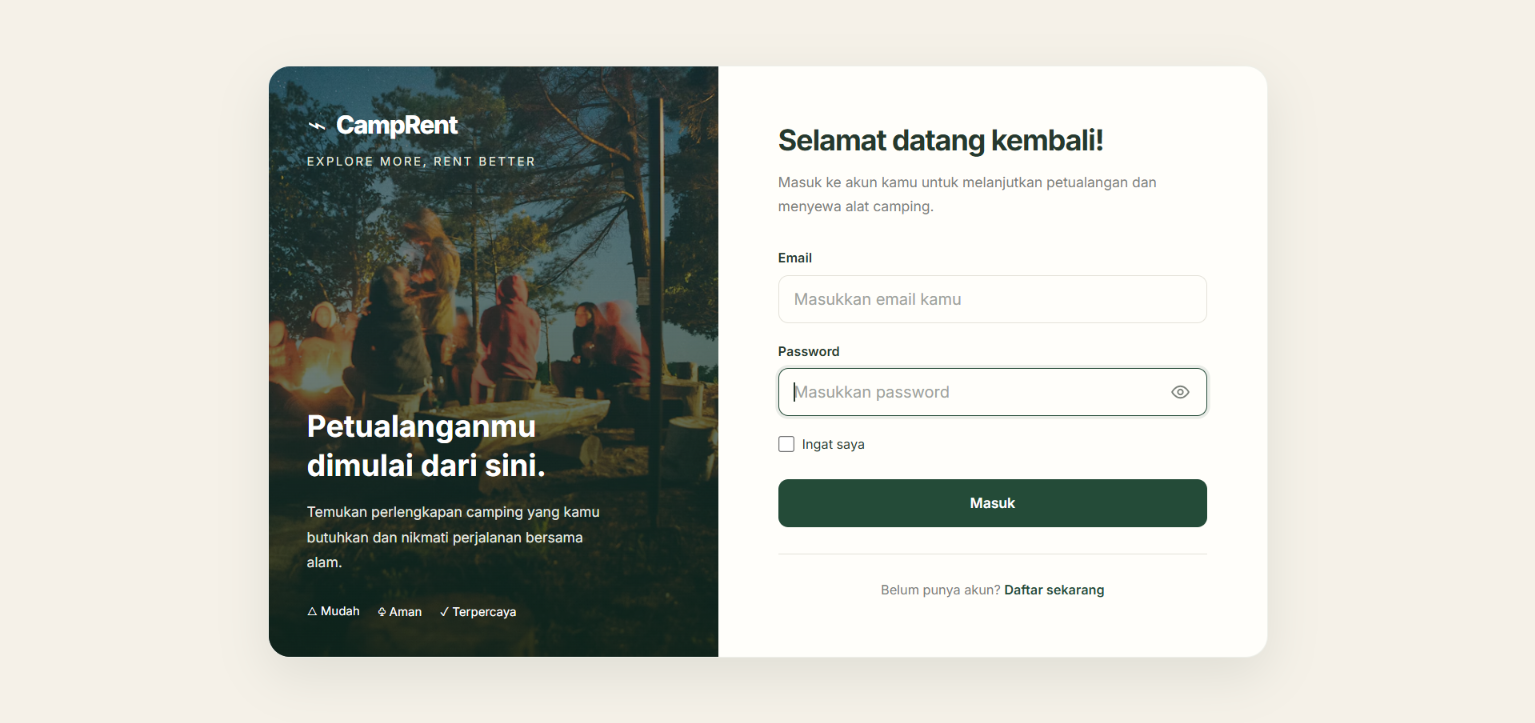 CampRent
EXPLORE MORE, RENT BETTER
Petualanganmu
dimulai dari sini.
Temukan perlengkapan camping yang kamu
butuhkan dan nikmati perjalanan bersama
alam.
Mudah Aman ✓ Terpercaya
Selamat datang kembali!
Masuk ke akun kamu untuk melanjutkan petualangan dan
menyewa alat camping.
Email
Masukkan email kamu
Password
Masukkan password
Ingat saya
Masuk
Belum punya akun? Daftar sekarang